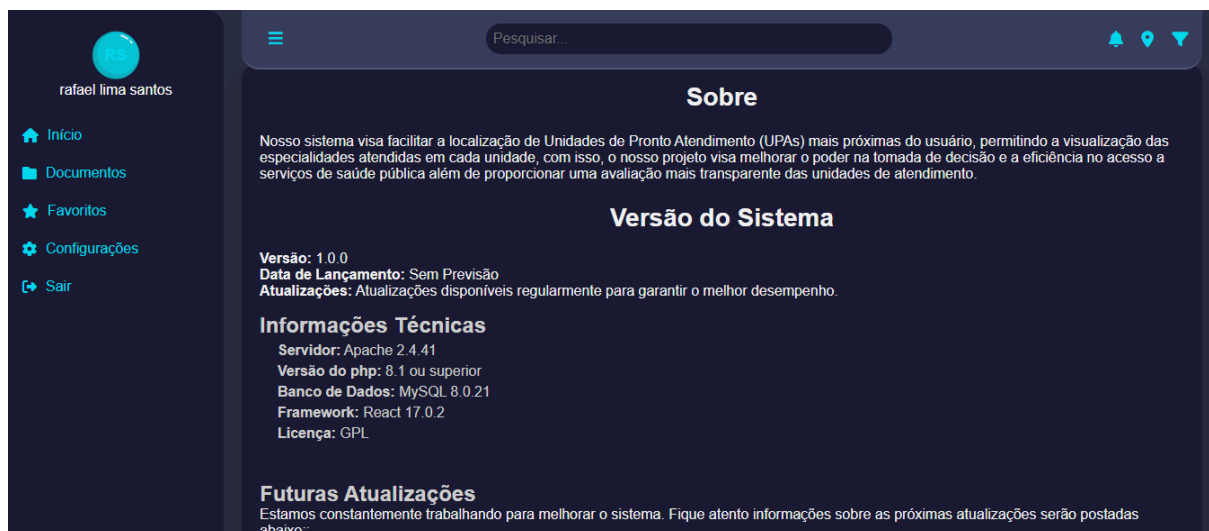 RS
rafael lima santos
Início
Documentos
Favoritos
Configurações
Sair
Pesquisar...
Sobre
Nosso sistema visa facilitar a localização de Unidades de Pronto Atendimento (UPAs) mais próximas do usuário, permitindo a visualização das
especialidades atendidas em cada unidade, com isso, o nosso projeto visa melhorar o poder na tomada de decisão e a eficiência no acesso a
serviços de saúde pública além de proporcionar uma avaliação mais transparente das unidades de atendimento.
Versão do Sistema
Versão: 1.0.0
Data de Lançamento: Sem Previsão
Atualizações: Atualizações disponíveis regularmente para garantir o melhor desempenho.
Informações Técnicas
Servidor: Apache 2.4.41
Versão do php: 8.1 ou superior
Banco de Dados: MySQL 8.0.21
Framework: React 17.0.2
Licença: GPL
Futuras Atualizações
Estamos constantemente trabalhando para melhorar o sistema. Fique atento informações sobre as próximas atualizações serão postadas
abaixo::